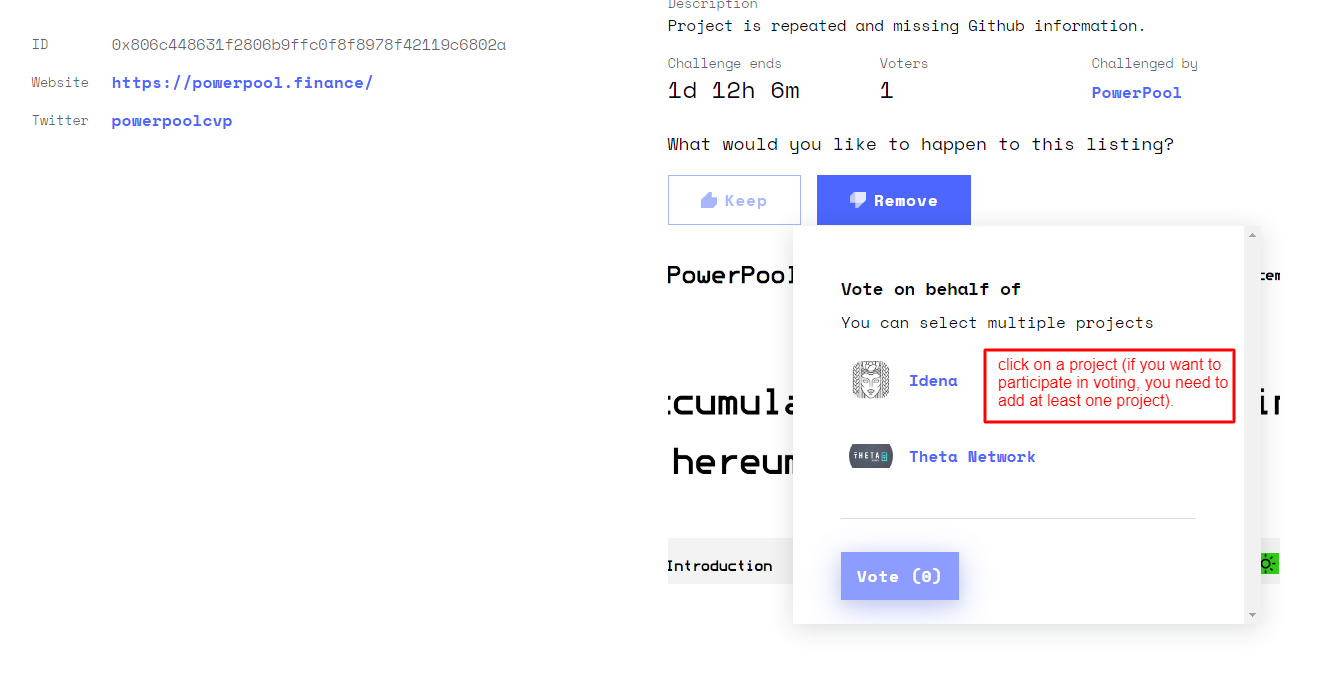 Description
Project is repeated and missing Github information.
ID 0x806c448631f2806b9ffc0f8f8978f42119c6802a
Website https://powerpool.finance/
Twitter powerpoolcvp
Challenge ends Voters Challenged by
1d 12h 6m 1 PowerPool
What would you like to happen to this listing?
Keep Remove
PowerPool
Vote on behalf of
You can select multiple projects
Idena
click on a project (if you want to
participate in voting, you need to
add at least one project).
THETA
Theta Network
Vote (0)
Introduction